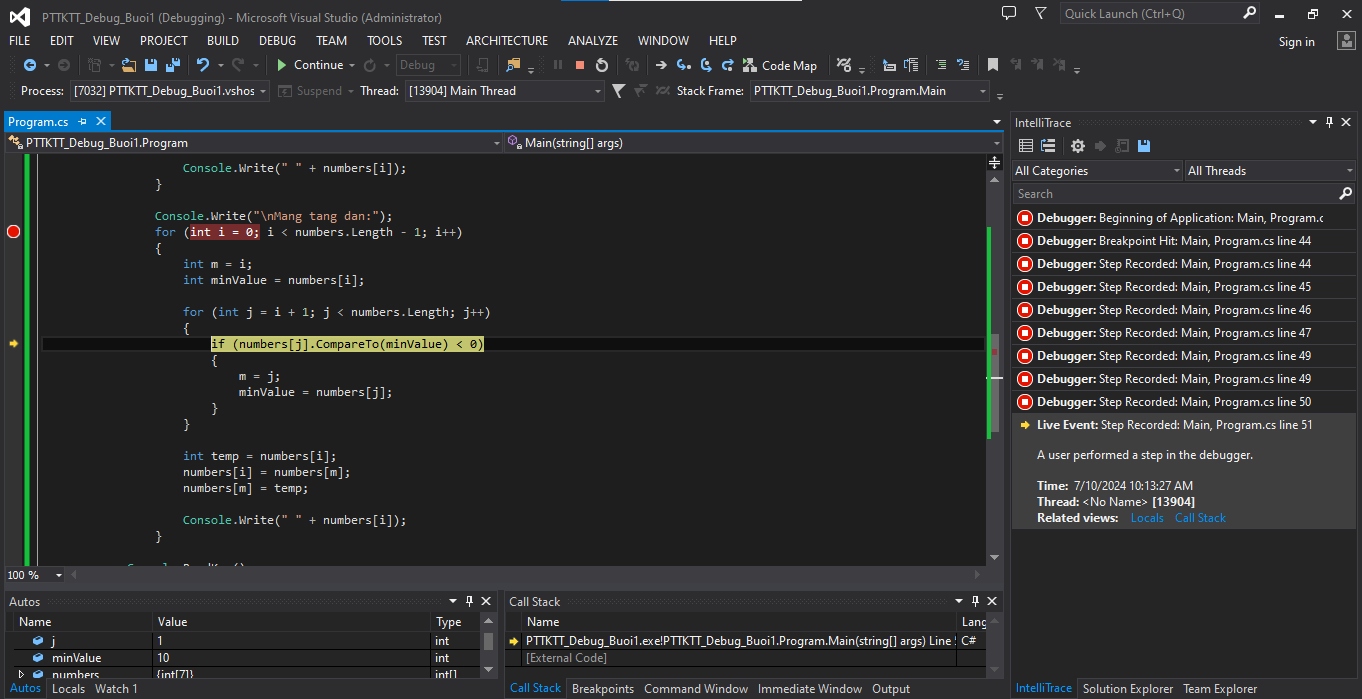 PTTKTT_Debug_Buoi1 (Debugging) - Microsoft Visual Studio (Administrator)
Quick Launch (Ctrl+Q)
FILE EDIT VIEW PROJECT BUILD DEBUG TEAM TOOLS TEST ARCHITECTURE ANALYZE WINDOW HELP
Sign in
Continue Debug Code Map
Process: [7032] PTTKTT_Debug_Buoi1.vshos Suspend Thread: [13904] Main Thread Stack Frame: PTTKTT_Debug_Buoi1.Program.Main
Program.cs
PTTKTT_Debug_Buoi1.Program Main(string[] args)
Console.Write(" " + numbers[i]);
}
Console.Write("\nMang tang dan:");
for (int i = 0; i < numbers.Length - 1; i++)
{
int m = i;
int minValue = numbers[i];
for (int j = i + 1; j < numbers.Length; j++)
{
if (numbers[j].CompareTo(minValue) < 0)
{
m = j;
minValue = numbers[j];
}
}
int temp = numbers[i];
numbers[i] = numbers[m];
numbers[m] = temp;
Console.Write(" " + numbers[i]);
}
100 %
Autos
Name Value Type
j 1 int
minValue 10 int
numbers {int[7]} int[]
Autos Locals Watch 1
Call Stack
Name Lang
PTTKTT_Debug_Buoi1.exe!PTTKTT_Debug_Buoi1.Program.Main(string[] args) Line C#
[External Code]
Call Stack Breakpoints Command Window Immediate Window Output
IntelliTrace
All Categories All Threads
Search
Debugger: Beginning of Application: Main, Program.c
Debugger: Breakpoint Hit: Main, Program.cs line 44
Debugger: Step Recorded: Main, Program.cs line 44
Debugger: Step Recorded: Main, Program.cs line 45
Debugger: Step Recorded: Main, Program.cs line 46
Debugger: Step Recorded: Main, Program.cs line 47
Debugger: Step Recorded: Main, Program.cs line 49
Debugger: Step Recorded: Main, Program.cs line 49
Debugger: Step Recorded: Main, Program.cs line 50
Live Event: Step Recorded: Main, Program.cs line 51
A user performed a step in the debugger.
Time: 7/10/2024 10:13:27 AM
Thread: <No Name> [13904]
Related views: Locals Call Stack
IntelliTrace Solution Explorer Team Explorer